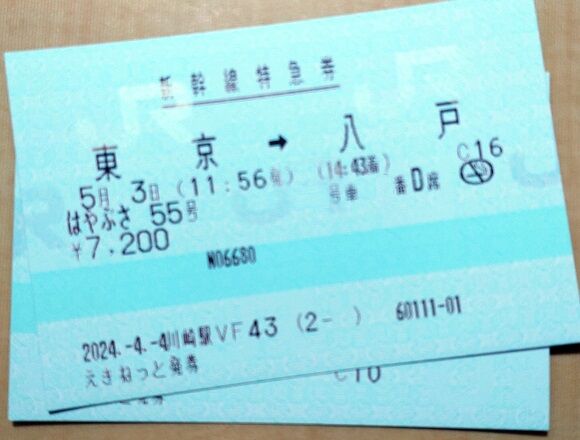 新幹線特急券
東京 → 八戸
C16
5月 3日 (11:56発) (14:43着) 号車 番D席
はやぶさ 55号
¥7,200
N06680
2024.-4.-4川崎駅VF43 (2- ) 60111-01
えきねっと発券
C10